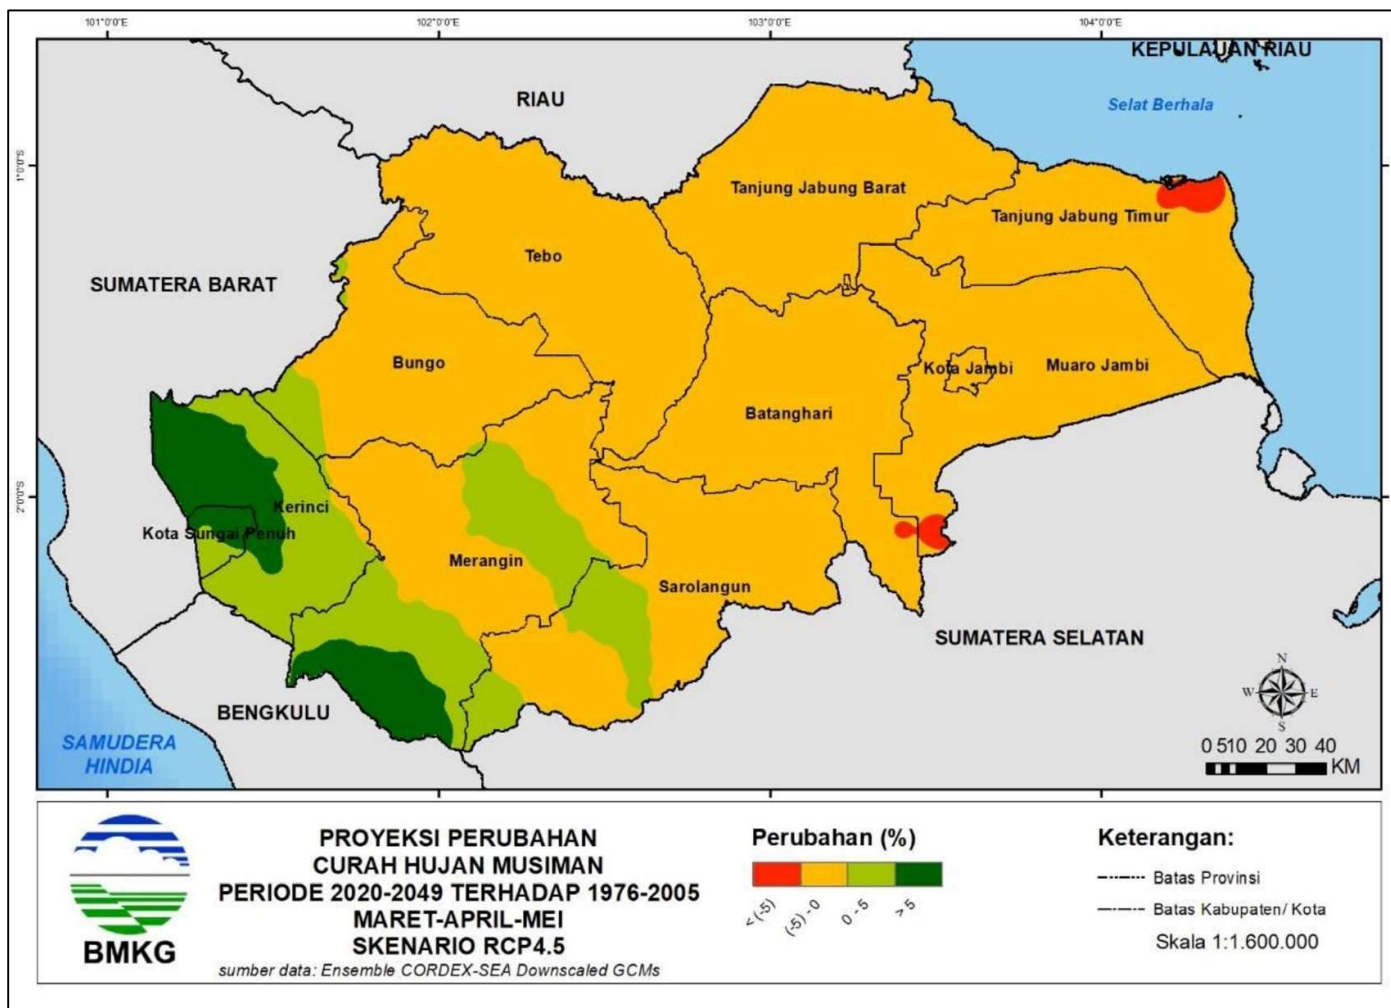 101°0'0"E
102°0'0"E
103°0'0"E
104°0'0"E
KEPULAUAN RIAU
RIAU
Selat Berhala
1°0'0"S
Tanjung Jabung Barat
Tanjung Jabung Timur
Tebo
SUMATERA BARAT
Bungo
Kota Jambi
Muaro Jambi
Batanghari
2°0'0"S
Kerinci
Kota Sungai Penuh
Merangin
Sarolangun
SUMATERA SELATAN
N
W
E
S
BENGKULU
SAMUDERA
HINDIA
0 510 20 30 40
KM
BMKG
PROYEKSI PERUBAHAN
CURAH HUJAN MUSIMAN
PERIODE 2020-2049 TERHADAP 1976-2005
MARET-APRIL-MEI
SKENARIO RCP4.5
sumber data: Ensemble CORDEX-SEA Downscaled GCMs
Perubahan (%)
< (-5)
(-5) - 0
0 - 5
> 5
Keterangan:
Batas Provinsi
Batas Kabupaten/ Kota
Skala 1:1.600.000